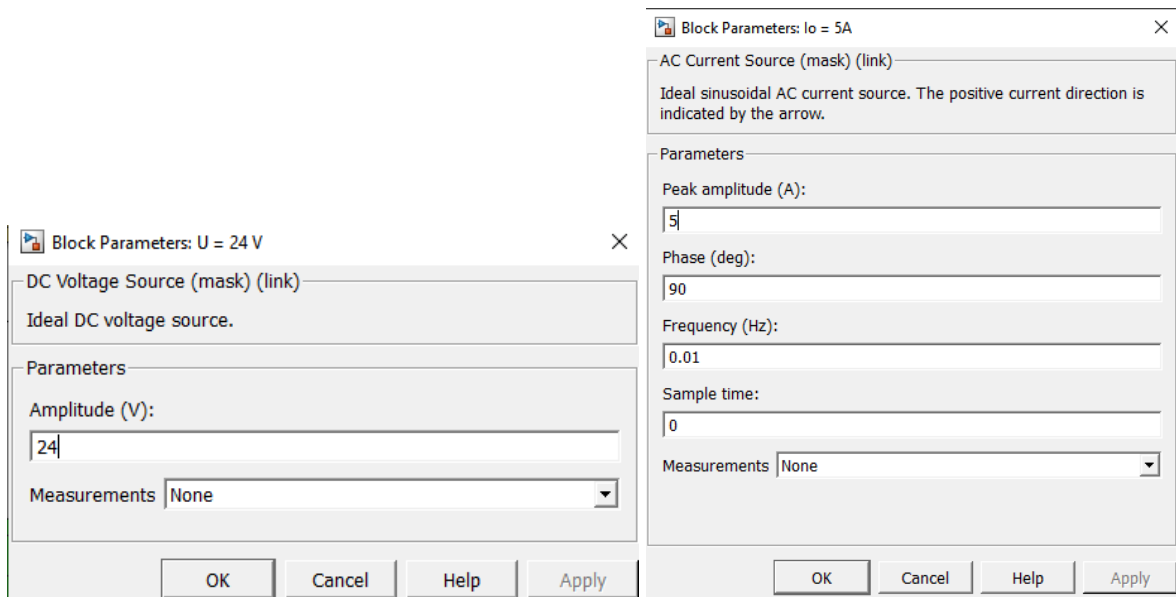 Block Parameters: U = 24 V
DC Voltage Source (mask) (link)
Ideal DC voltage source.
Parameters
Amplitude (V):
24
Measurements None
OK Cancel Help Apply
Block Parameters: Io = 5A
AC Current Source (mask) (link)
Ideal sinusoidal AC current source. The positive current direction is
indicated by the arrow.
Parameters
Peak amplitude (A):
5
Phase (deg):
90
Frequency (Hz):
0.01
Sample time:
0
Measurements None
OK Cancel Help Apply